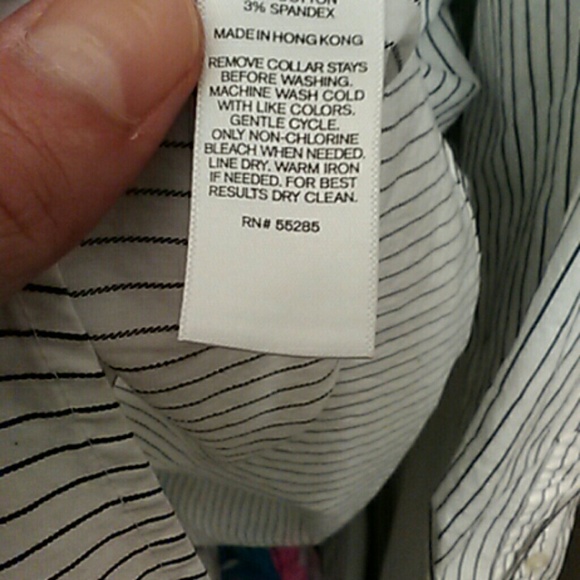 3% SPANDEX
MADE IN HONG KONG
REMOVE COLLAR STAYS
BEFORE WASHING.
MACHINE WASH COLD
WITH LIKE COLORS.
GENTLE CYCLE.
ONLY NON-CHLORINE
BLEACH WHEN NEEDED.
LINE DRY. WARM IRON
IF NEEDED. FOR BEST
RESULTS DRY CLEAN.
RN# 55285